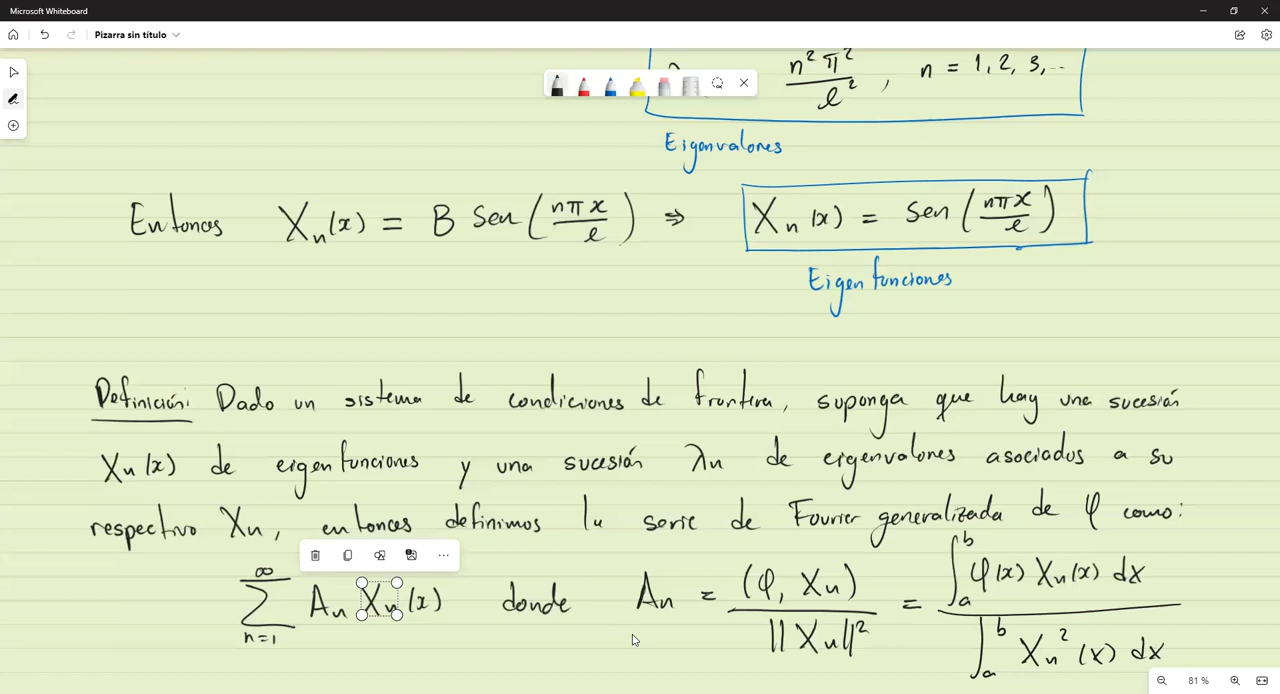 Microsoft Whiteboard
Pizarra sin título
n² π² / ℓ² , n = 1, 2, 3, ...
Eigenvalores
Entonces Xn(x) = B Sen(nπx/ℓ) ⇒ Xn(x) = Sen(nπx/ℓ)
Eigenfunciones
Definición: Dado un sistema de condiciones de frontera, suponga que hay una sucesión
Xn(x) de eigenfunciones y una sucesión λn de eigenvalores asociados a su
respectivo Xn, entonces definimos la serie de Fourier generalizada de φ como:
∑_{n=1}^{∞} An Xn(x) donde An = (φ, Xn) / ||Xn||² = ∫_a^b φ(x) Xn(x) dx / ∫_a^b Xn²(x) dx
81 %